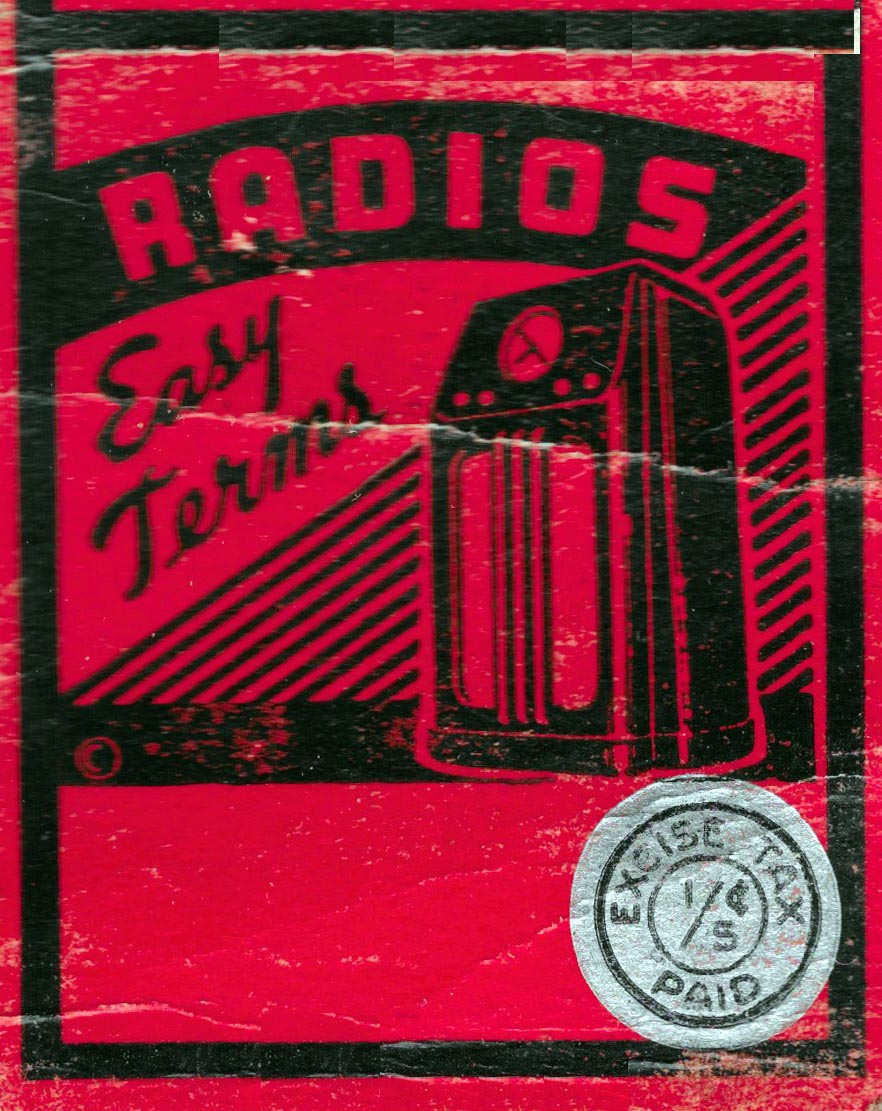 RADIOS
Easy
Terms
©
EXCISE TAX
1/5 ¢
PAID